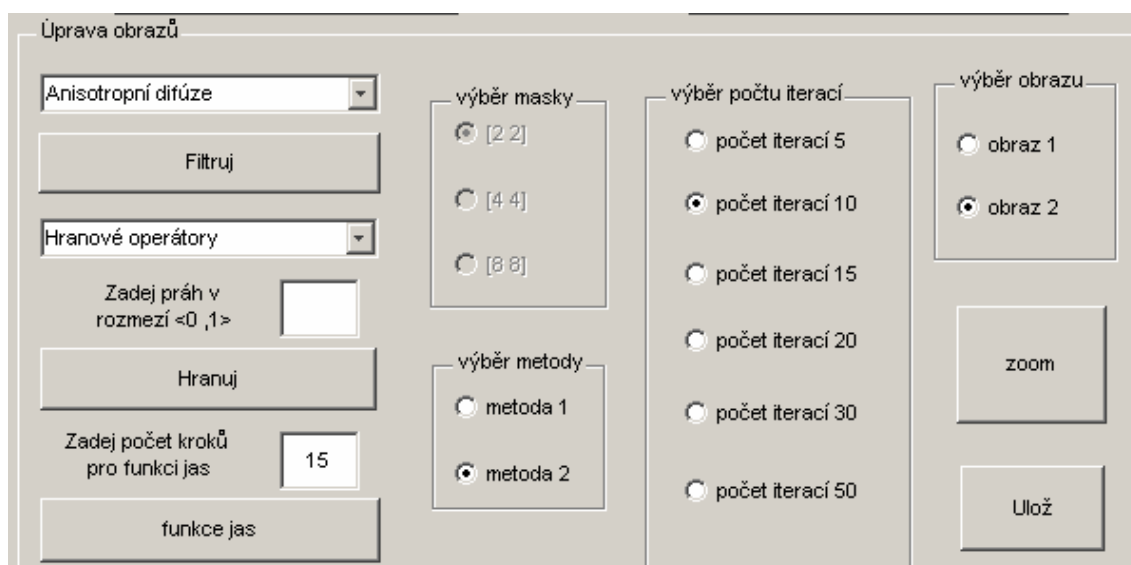 Úprava obrazů
Anisotropní difúze
Filtruj
Hranové operátory
Zadej práh v
rozmezí <0 ,1>
Hranuj
Zadej počet kroků
pro funkci jas
15
funkce jas
výběr masky
[2 2]
[4 4]
[8 8]
výběr metody
metoda 1
metoda 2
výběr počtu iterací
počet iterací 5
počet iterací 10
počet iterací 15
počet iterací 20
počet iterací 30
počet iterací 50
výběr obrazu
obraz 1
obraz 2
zoom
Ulož